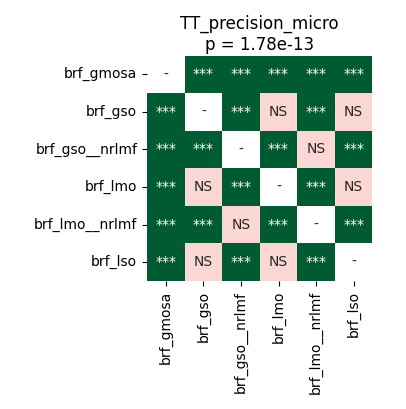 TT_precision_micro
p = 1.78e-13
brf_gmosa - *** *** *** *** ***
brf_gso *** - *** NS *** NS
brf_gso__nrlmf *** *** - *** NS ***
brf_lmo *** NS *** - *** NS
brf_lmo__nrlmf *** *** NS *** - ***
brf_lso *** NS *** NS *** -
brf_gmosa
brf_gso
brf_gso__nrlmf
brf_lmo
brf_lmo__nrlmf
brf_lso